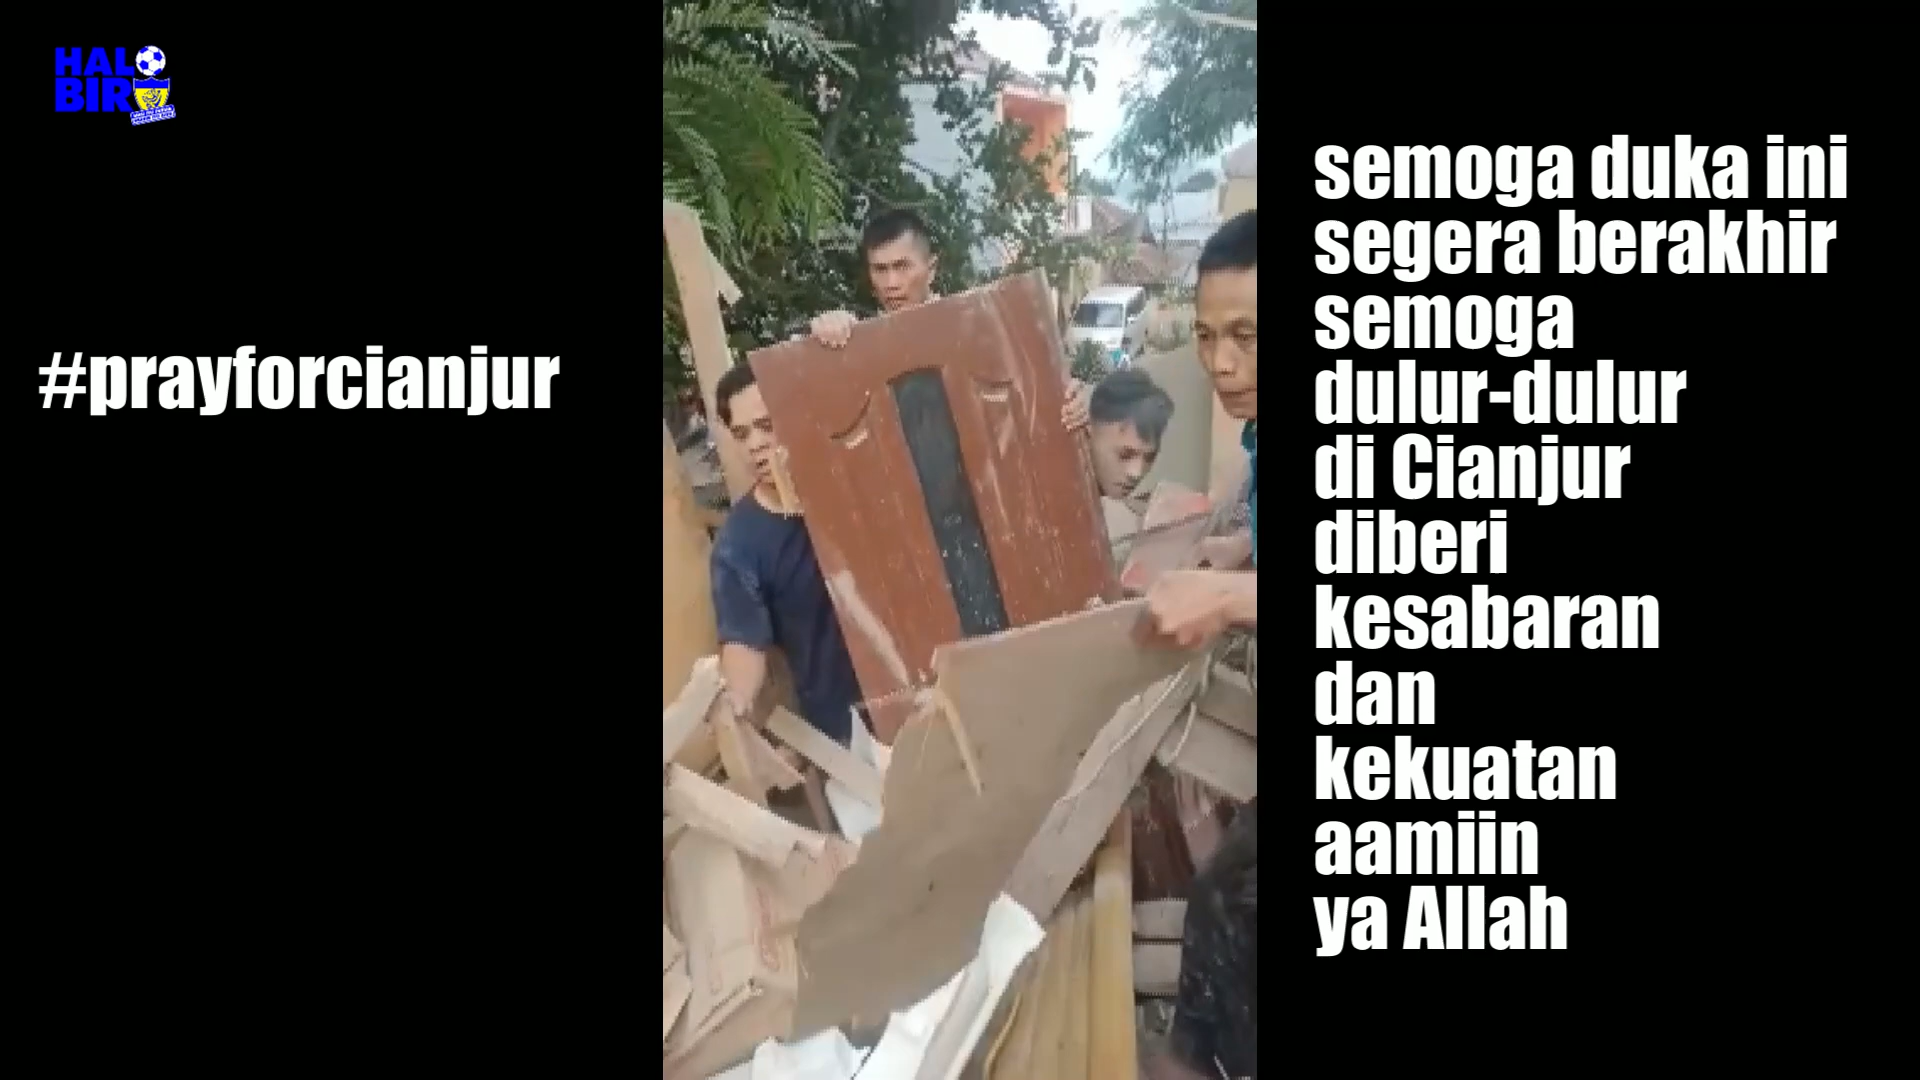 HALO
BIRU
#prayforcianjur
semoga duka ini
segera berakhir
semoga
dulur-dulur
di Cianjur
diberi
kesabaran
dan
kekuatan
aamiin
ya Allah